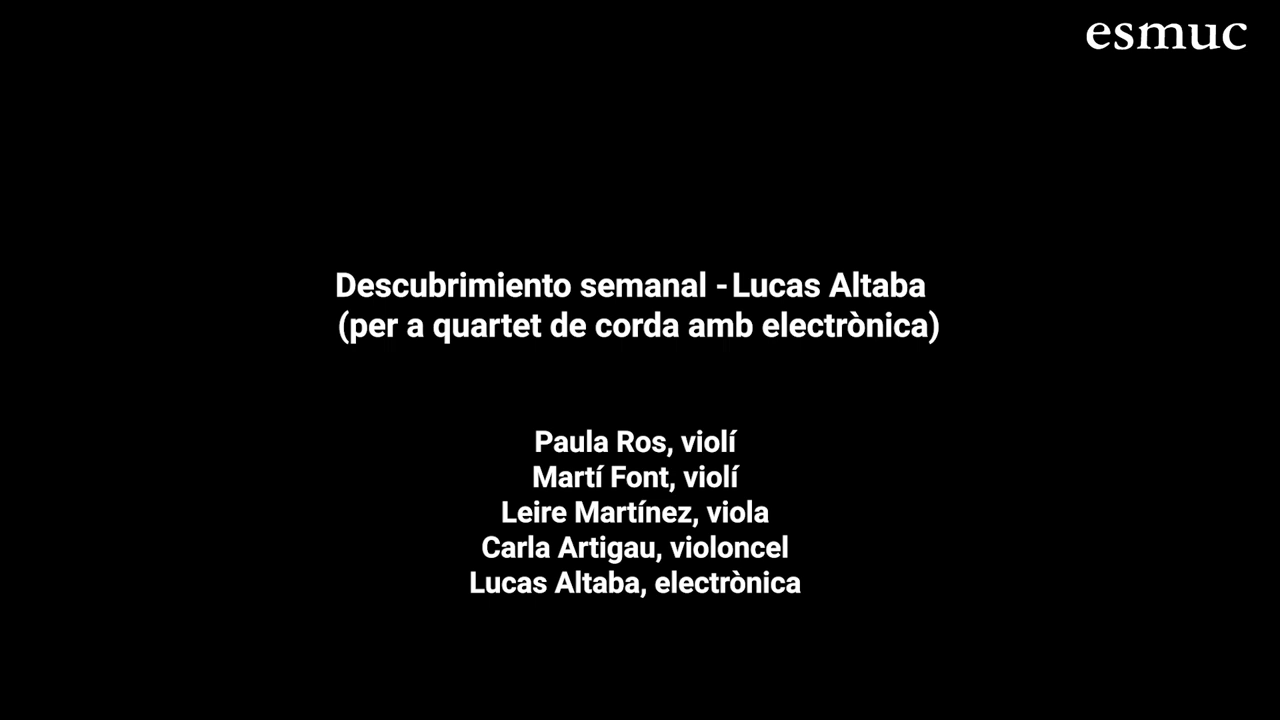 esmuc
Descubrimiento semanal - Lucas Altaba
(per a quartet de corda amb electrònica)
Paula Ros, violí
Martí Font, violí
Leire Martínez, viola
Carla Artigau, violoncel
Lucas Altaba, electrònica